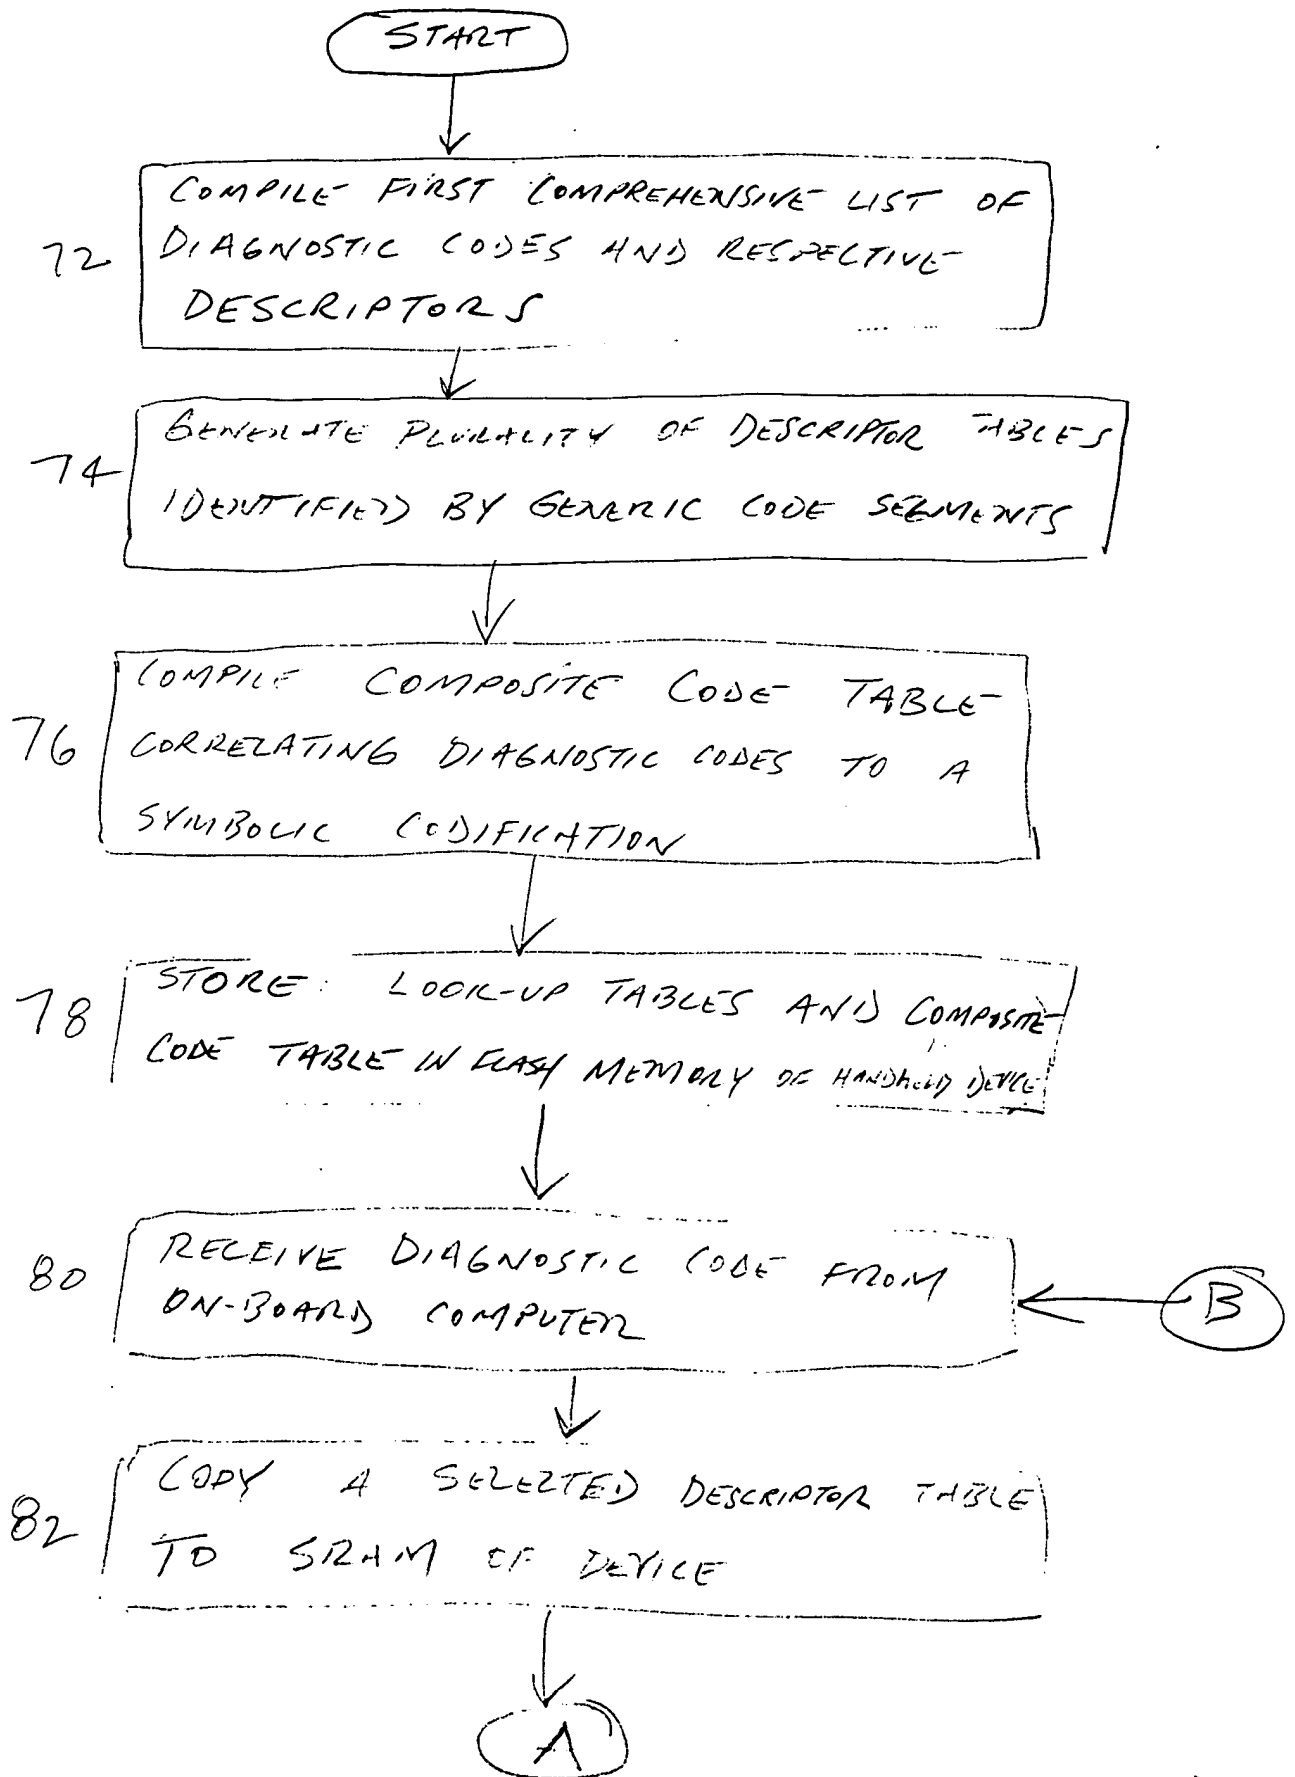 START
72
COMPILE FIRST COMPREHENSIVE LIST OF
DIAGNOSTIC CODES AND RESPECTIVE
DESCRIPTORS
74
GENERATE PLURALITY OF DESCRIPTOR TABLES
IDENTIFIED BY GENERIC CODE SEGMENTS
76
COMPILE COMPOSITE CODE TABLE
CORRELATING DIAGNOSTIC CODES TO A
SYMBOLIC CODIFICATION
78
STORE LOOK-UP TABLES AND COMPOSITE
CODE TABLE IN FLASH MEMORY OF HANDHELD DEVICE
80
RECEIVE DIAGNOSTIC CODE FROM
ON-BOARD COMPUTER
B
82
COPY A SELECTED DESCRIPTOR TABLE
TO SRAM OF DEVICE
A